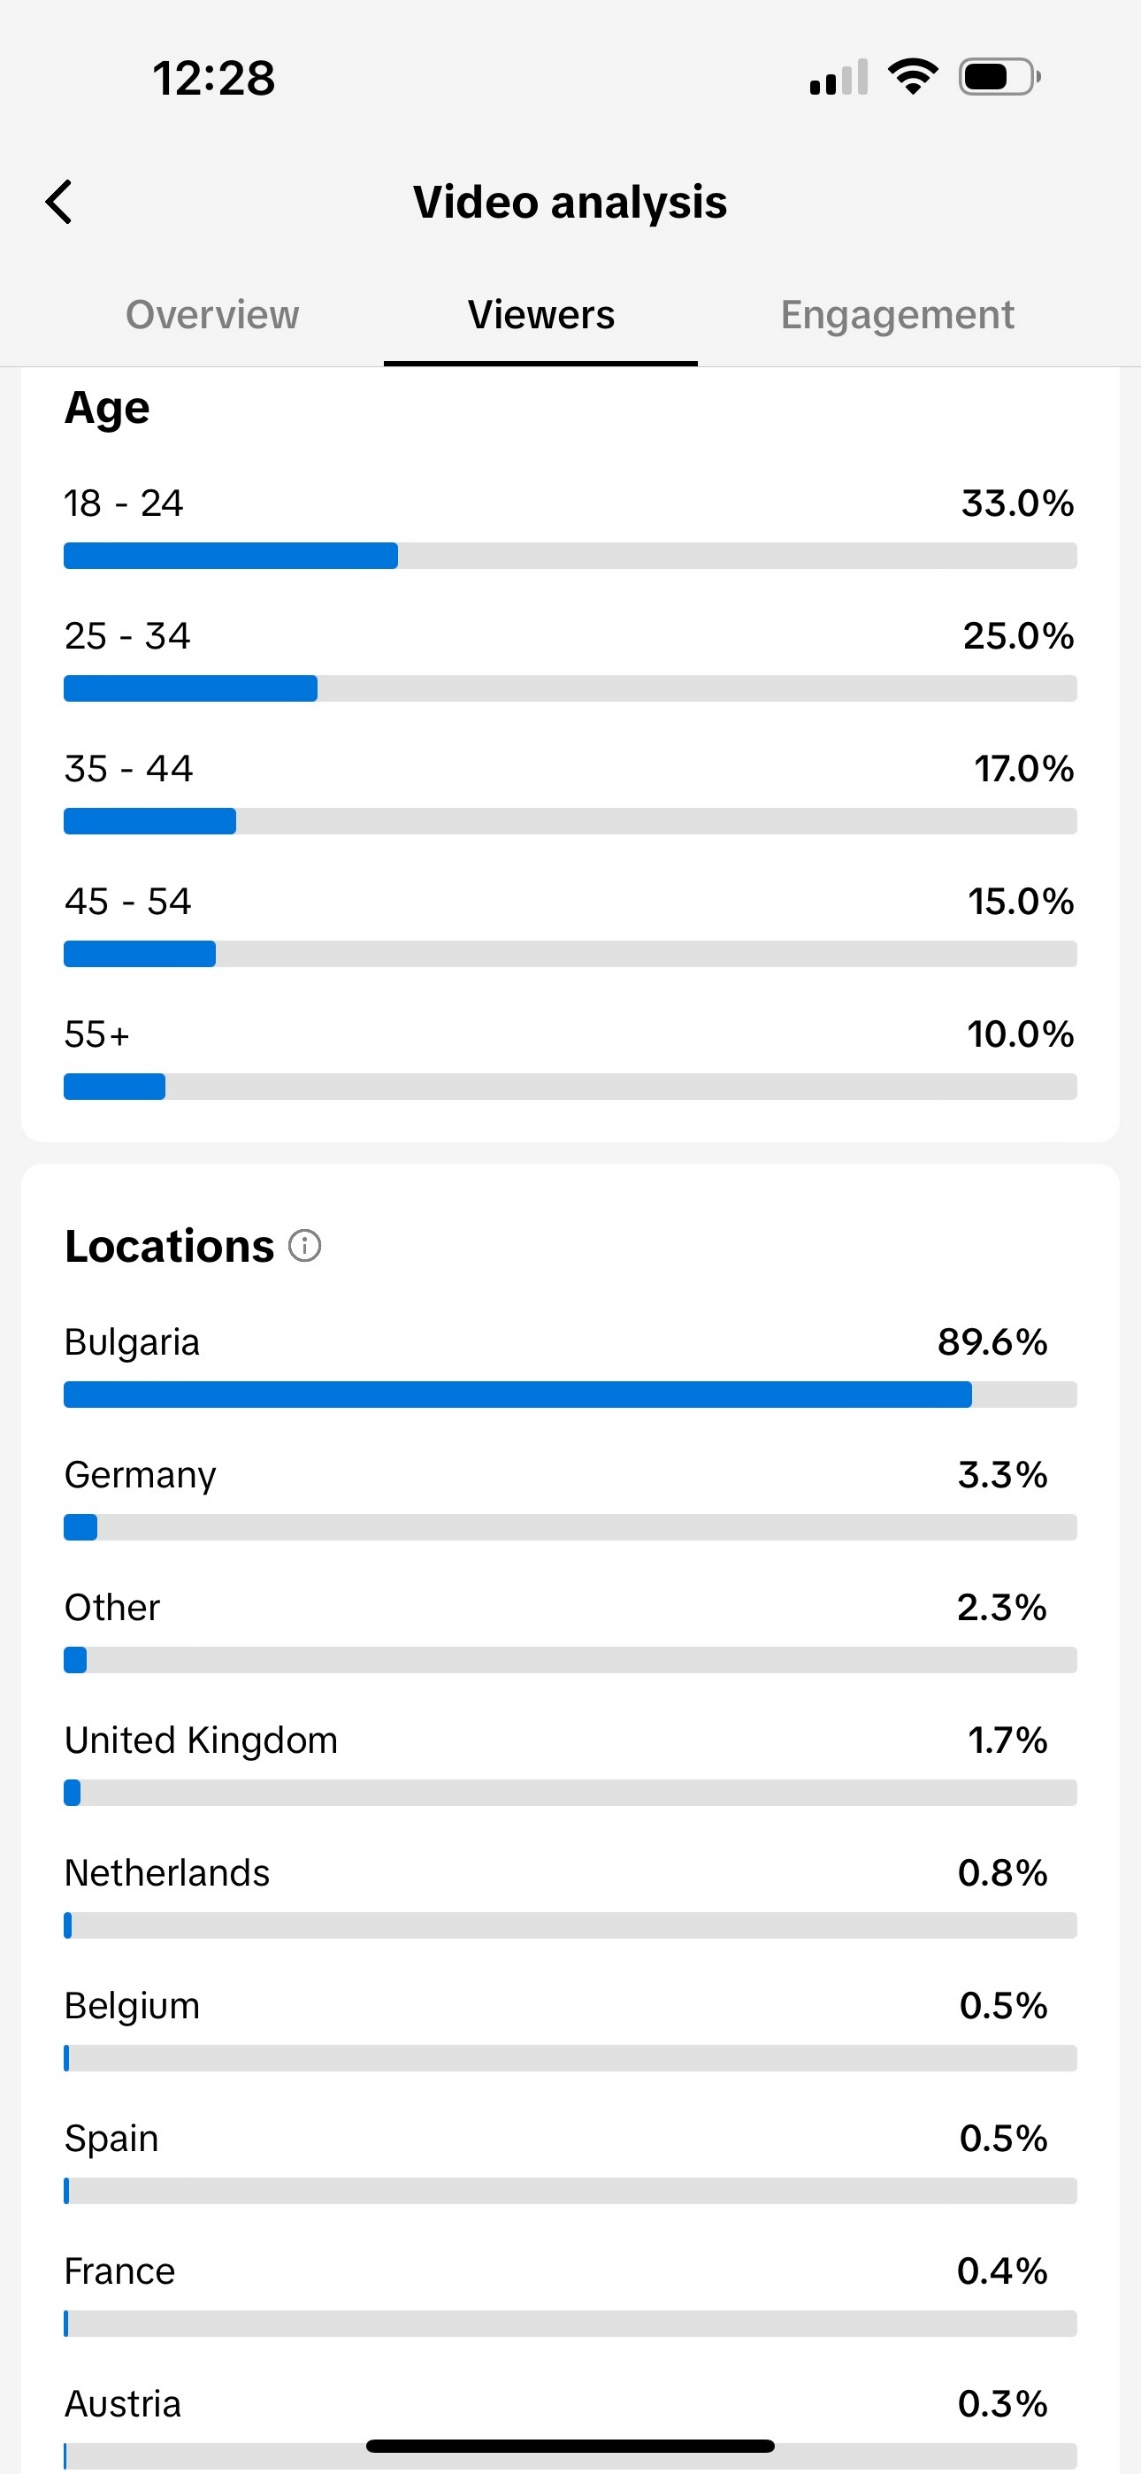 12:28
Video analysis
Overview Viewers Engagement
Age
18 - 24 33.0%
25 - 34 25.0%
35 - 44 17.0%
45 - 54 15.0%
55+ 10.0%
Locations
Bulgaria 89.6%
Germany 3.3%
Other 2.3%
United Kingdom 1.7%
Netherlands 0.8%
Belgium 0.5%
Spain 0.5%
France 0.4%
Austria 0.3%